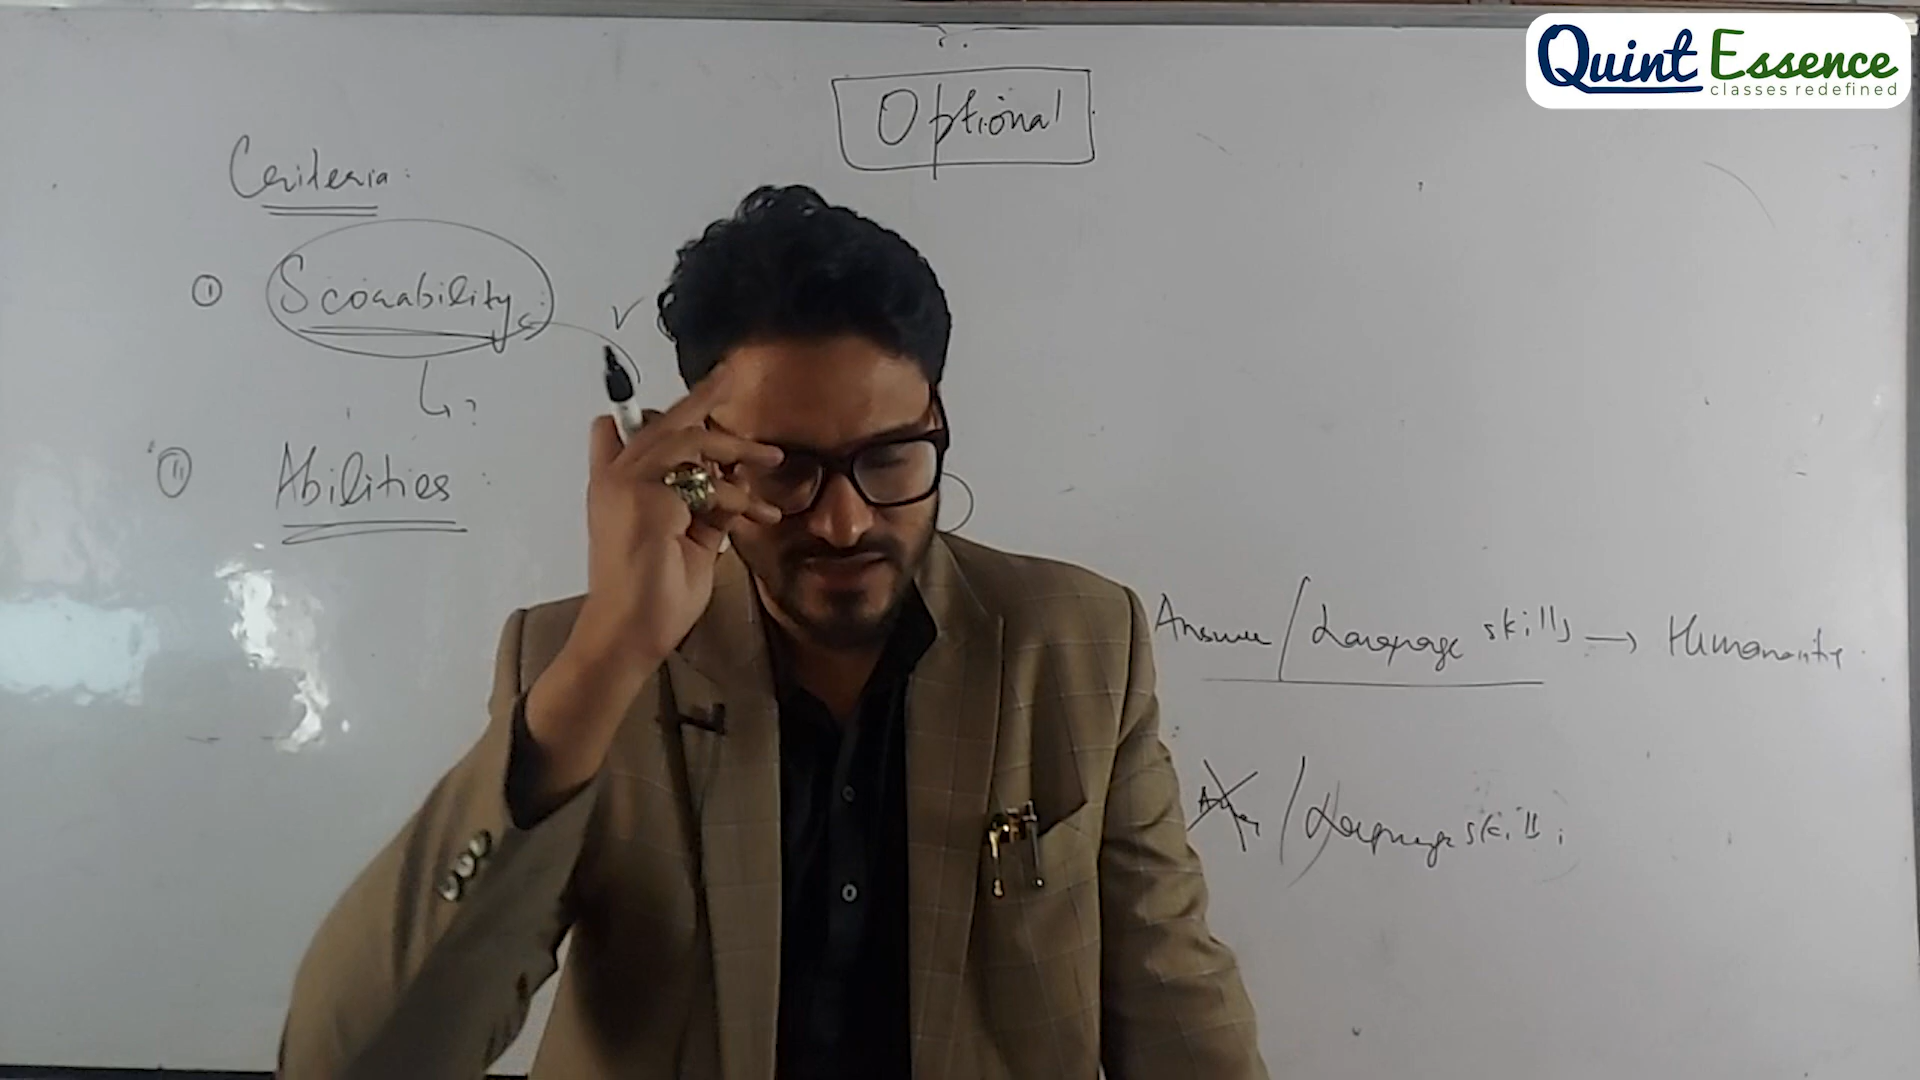 Quint Essence
classes redefined
Optional
Criteria:
① Scorability
↳ ?
② Abilities
Answer / Language skills → Humanities
/ Language skills